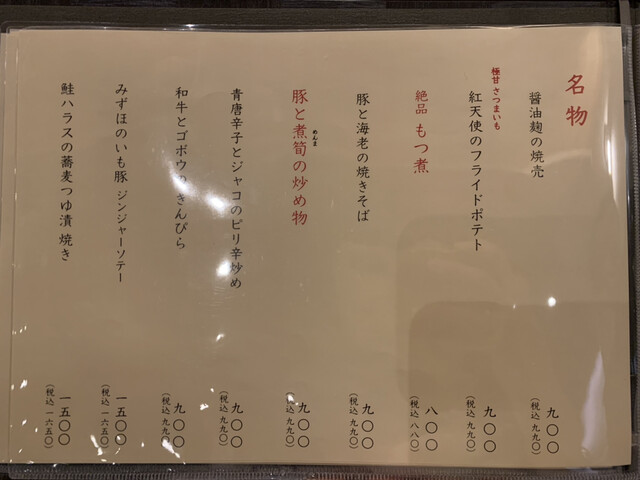 名物
醤油麹の焼売
九〇〇
(税込 九九〇)
極甘 さつまいも
紅天使のフライドポテト
九〇〇
(税込 九九〇)
絶品 もつ煮
八〇〇
(税込 八八〇)
豚と海老の焼きそば
九〇〇
(税込 九九〇)
豚と煮筍の炒め物
めんま
九〇〇
(税込 九九〇)
青唐辛子とジャコのピリ辛炒め
九〇〇
(税込 九九〇)
和牛とゴボウのきんぴら
九〇〇
(税込 九九〇)
みずほのいも豚 ジンジャーソテー
一五〇〇
(税込 一六五〇)
鮭ハラスの蕎麦つゆ漬 焼き
一五〇〇
(税込 一六五〇)